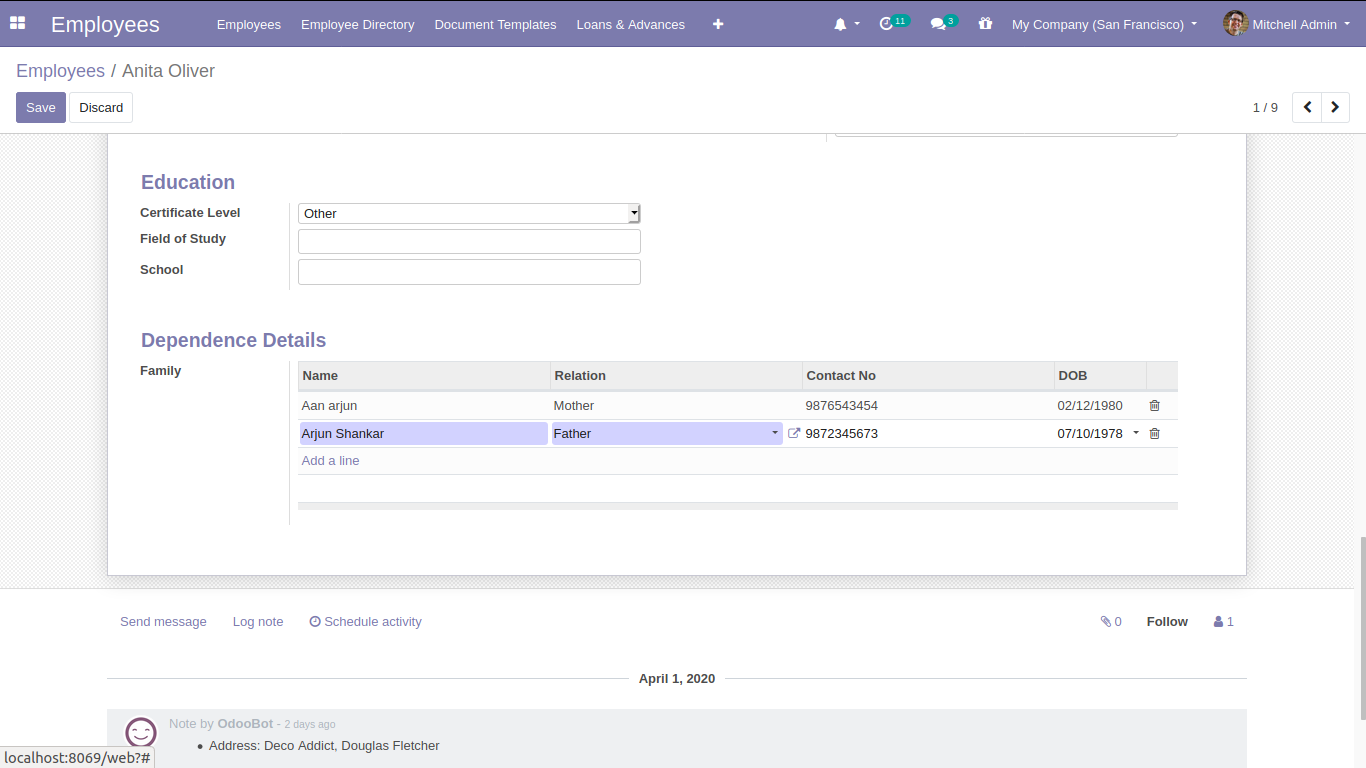 Employees Employees Employee Directory Document Templates Loans & Advances 11 3 My Company (San Francisco) Mitchell Admin
Employees / Anita Oliver
Save Discard 1 / 9
Education
Certificate Level Other
Field of Study
School
Dependence Details
Family Name Relation Contact No DOB
Aan arjun Mother 9876543454 02/12/1980
Arjun Shankar Father 9872345673 07/10/1978
Add a line
Send message Log note Schedule activity 0 Follow 1
April 1, 2020
Note by OdooBot - 2 days ago
• Address: Deco Addict, Douglas Fletcher
localhost:8069/web?#